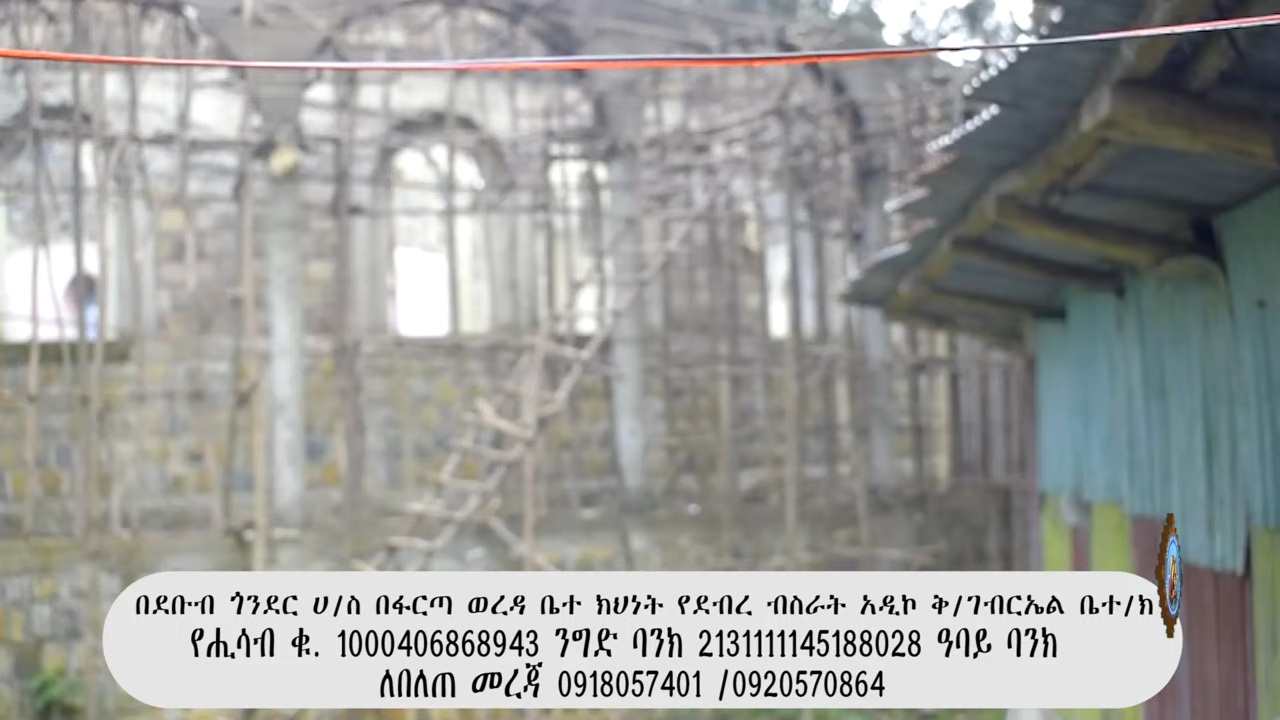 በደቡብ ጎንደር ሀ/ስ በፋርጣ ወረዳ ቤተ ክህነት የደብረ ብስራት አዲኮ ቅ/ገብርኤል ቤተ/ክ
የሒሳብ ቁ. 1000406868943 ንግድ ባንክ 2131111145188028 ዓባይ ባንክ
ለበለጠ መረጃ 0918057401 /0920570864